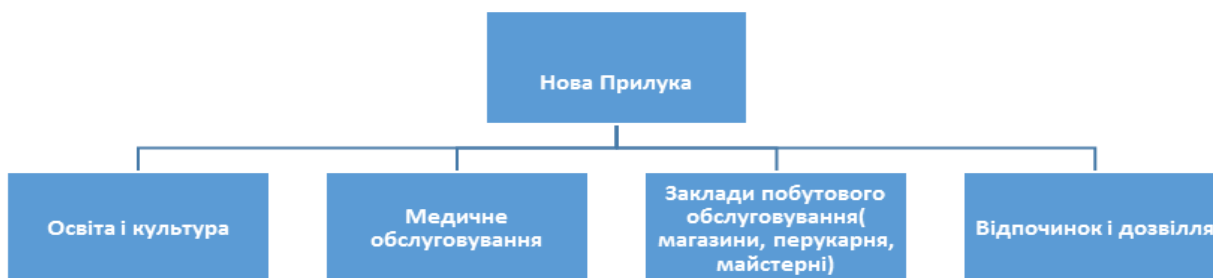 Нова Прилука
Освіта і культура
Медичне
обслуговування
Заклади побутового
обслуговування(
магазини, перукарня,
майстерні)
Відпочинок і дозвілля